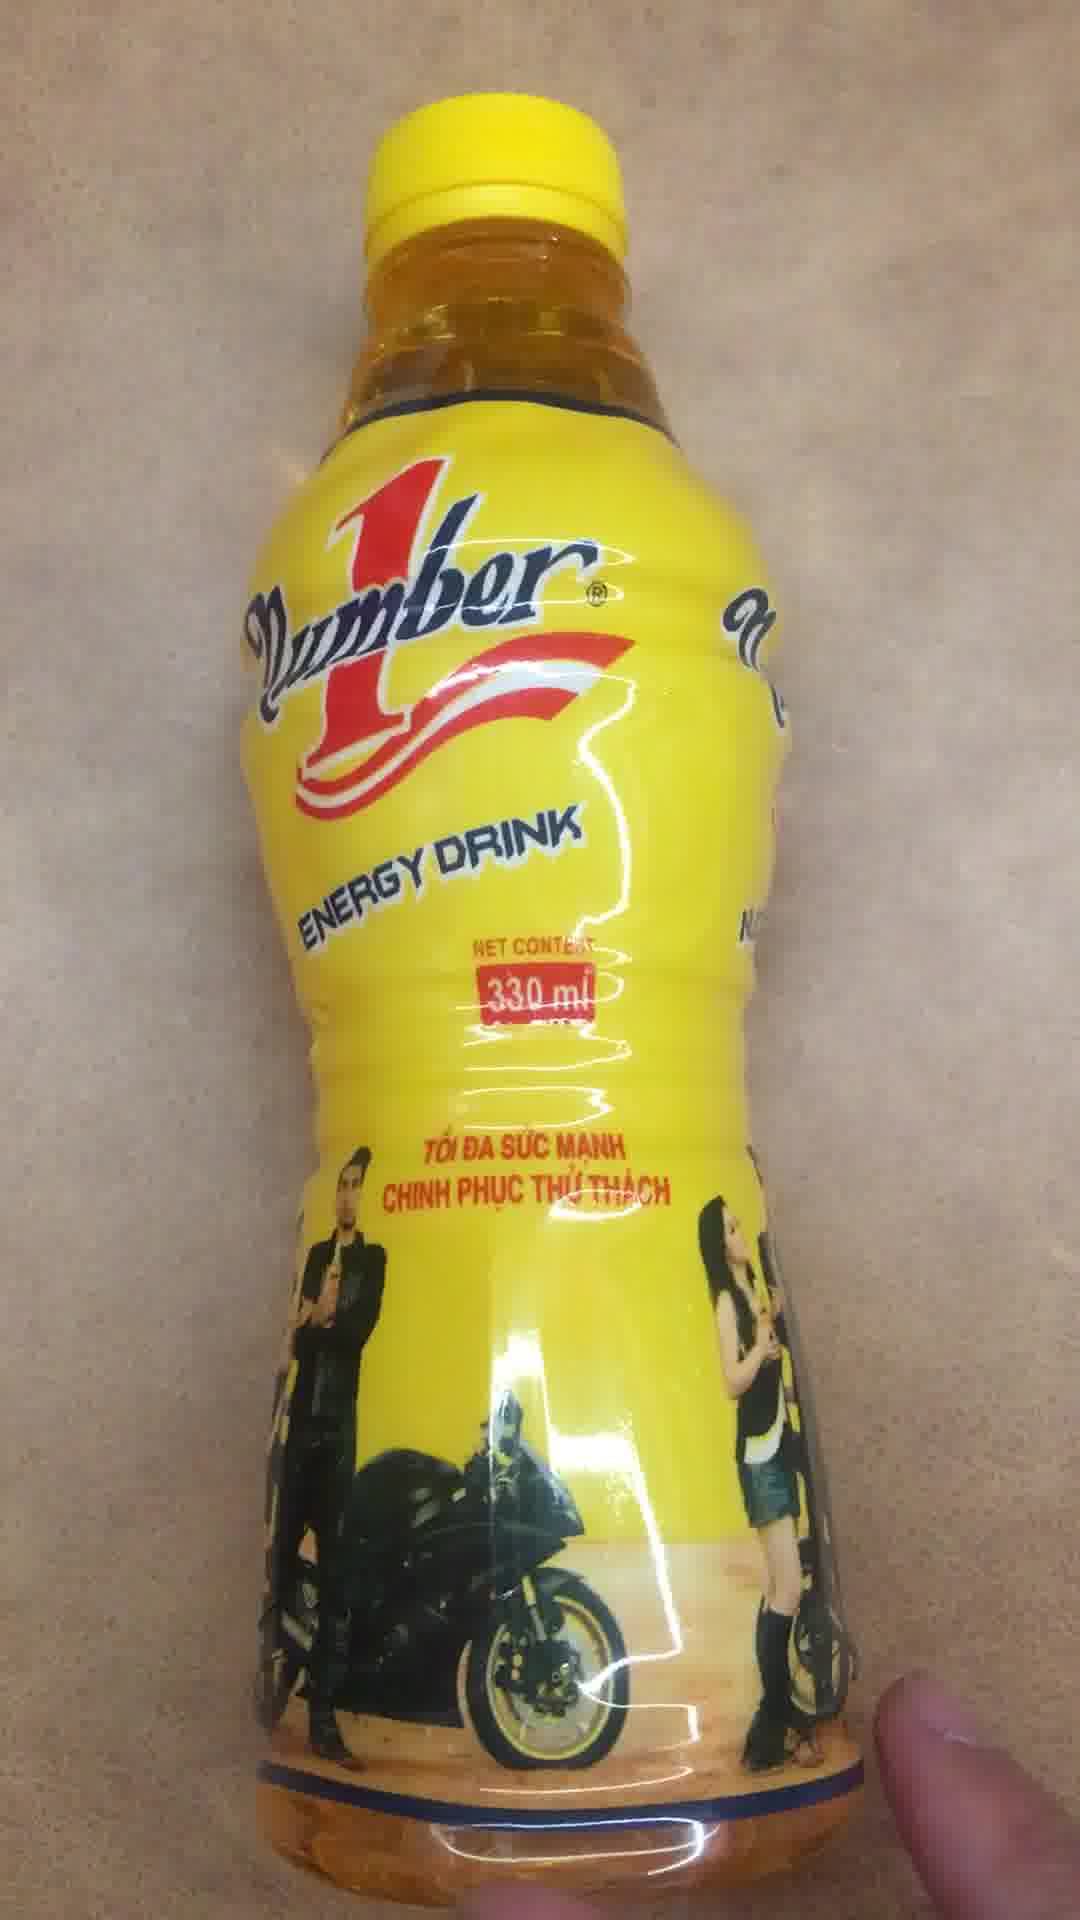 Number
1
®
ENERGY DRINK
NET CONTENT
330 ml
TỐI ĐA SỨC MẠNH
CHINH PHỤC THỬ THÁCH